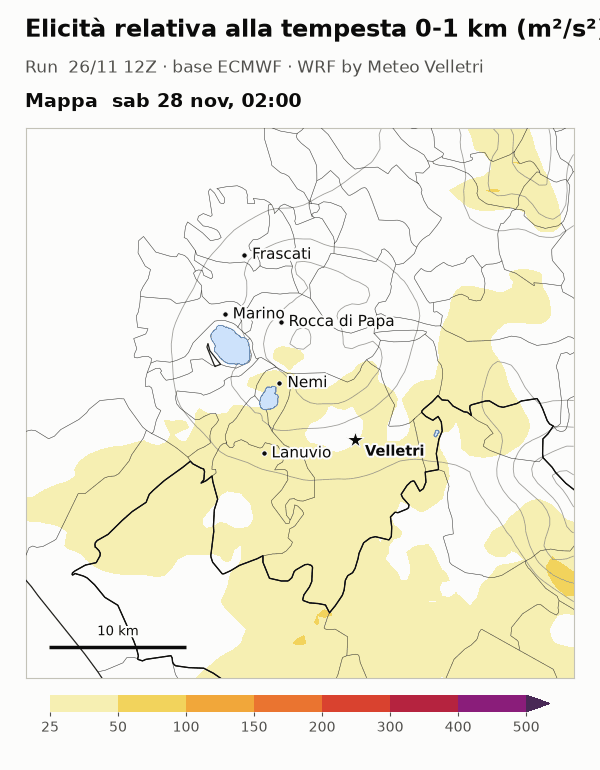 Elicità relativa alla tempesta 0-1 km (m²/s²)
Run  26/11 12Z · base ECMWF · WRF by Meteo Velletri
Mappa  sab 28 nov, 02:00
Frascati
Marino
Rocca di Papa
Nemi
Velletri
Lanuvio
10 km
25 50 100 150 200 300 400 500